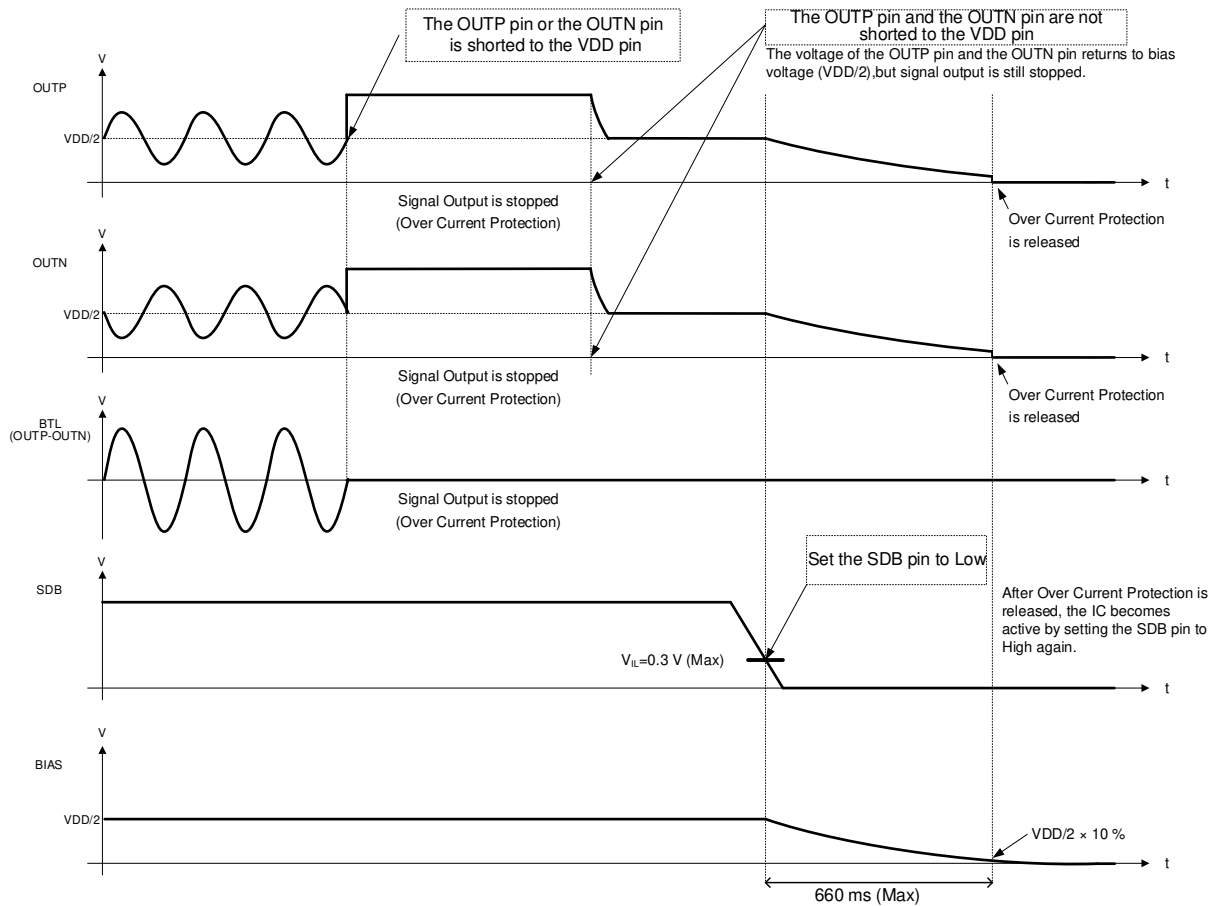 The OUTP pin or the OUTN pin
is shorted to the VDD pin
The OUTP pin and the OUTN pin are not
shorted to the VDD pin
The voltage of the OUTP pin and the OUTN pin returns to bias
voltage (VDD/2),but signal output is still stopped.
V
OUTP
VDD/2
t
Signal Output is stopped
(Over Current Protection)
Over Current Protection
is released
V
OUTN
VDD/2
t
Signal Output is stopped
(Over Current Protection)
Over Current Protection
is released
V
BTL
(OUTP-OUTN)
t
Signal Output is stopped
(Over Current Protection)
Set the SDB pin to Low
V
SDB
After Over Current Protection is
released, the IC becomes
active by setting the SDB pin to
High again.
VIL=0.3 V (Max)
t
V
BIAS
VDD/2
VDD/2 × 10 %
t
660 ms (Max)